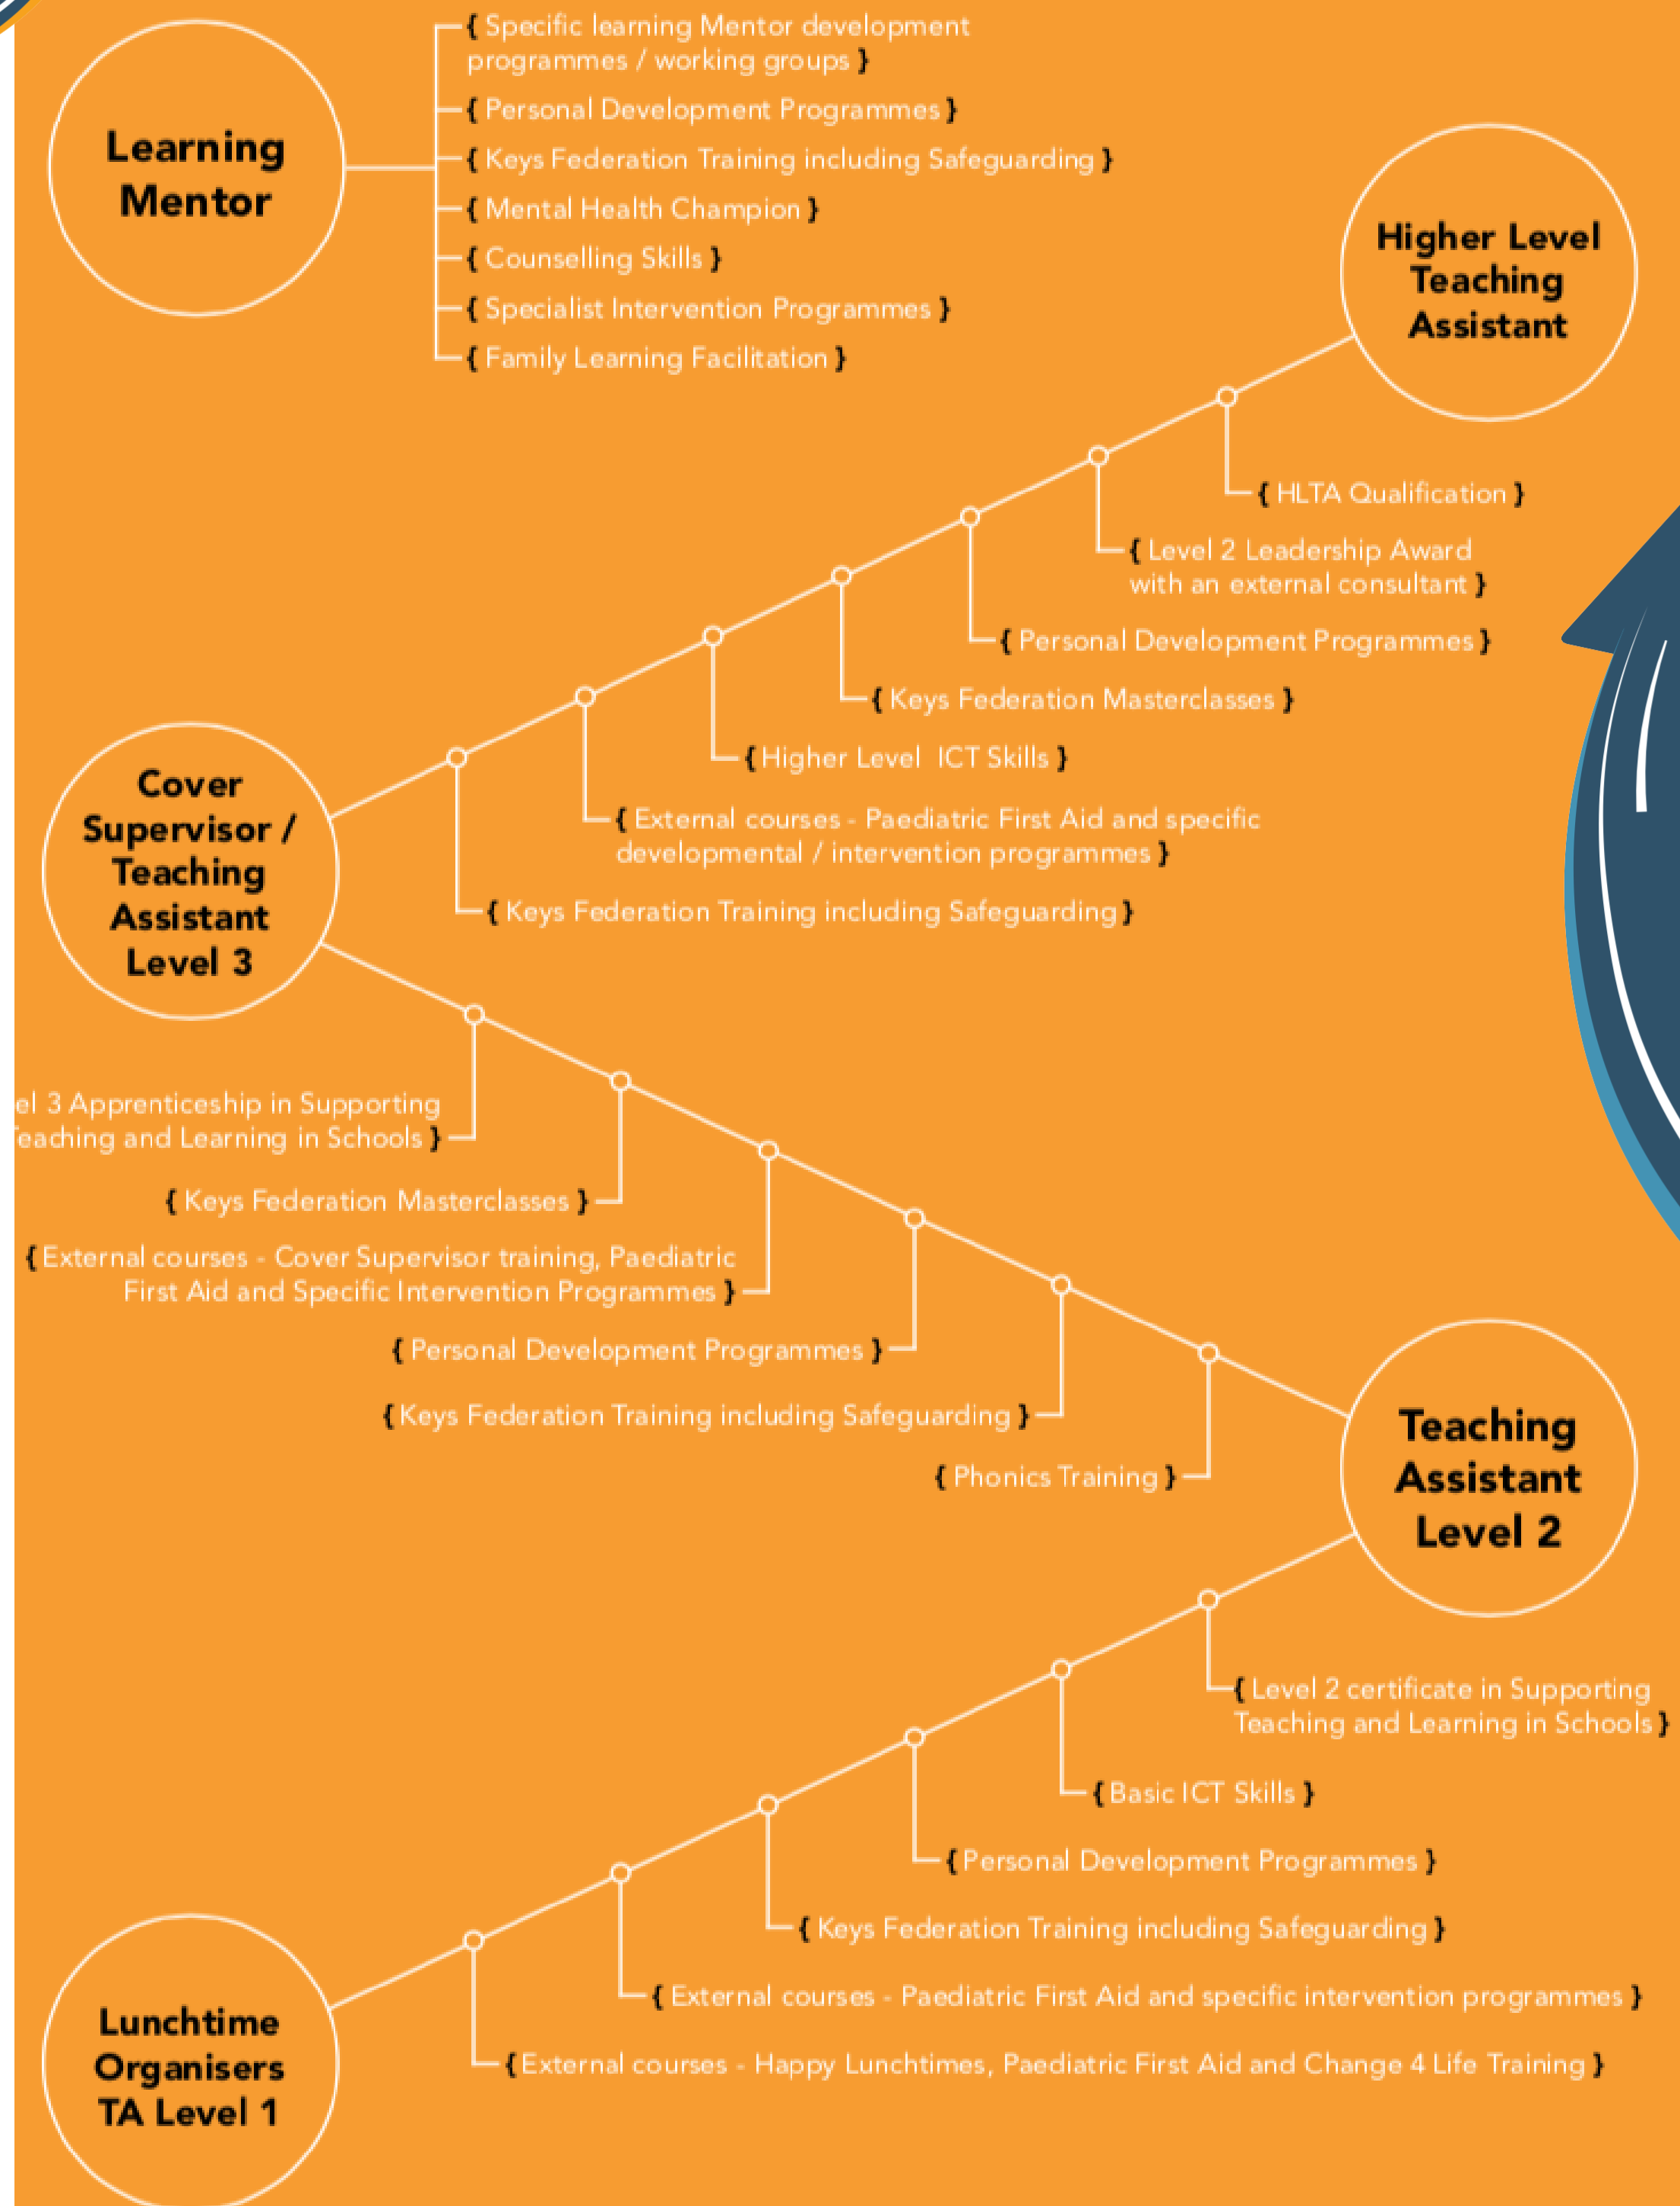 Learning
Mentor
{ Specific learning Mentor development
programmes / working groups }
{ Personal Development Programmes }
{ Keys Federation Training including Safeguarding }
{ Mental Health Champion }
{ Counselling Skills }
{ Specialist Intervention Programmes }
{ Family Learning Facilitation }
Higher Level
Teaching
Assistant
{ HLTA Qualification }
{ Level 2 Leadership Award
with an external consultant }
{ Personal Development Programmes }
{ Keys Federation Masterclasses }
{ Higher Level ICT Skills }
{ External courses - Paediatric First Aid and specific
developmental / intervention programmes }
{ Keys Federation Training including Safeguarding }
Cover
Supervisor /
Teaching
Assistant
Level 3
el 3 Apprenticeship in Supporting
eaching and Learning in Schools }
{ Keys Federation Masterclasses }
{ External courses - Cover Supervisor training, Paediatric
First Aid and Specific Intervention Programmes }
{ Personal Development Programmes }
{ Keys Federation Training including Safeguarding }
{ Phonics Training }
Teaching
Assistant
Level 2
{ Level 2 certificate in Supporting
Teaching and Learning in Schools }
{ Basic ICT Skills }
{ Personal Development Programmes }
{ Keys Federation Training including Safeguarding }
{ External courses - Paediatric First Aid and specific intervention programmes }
{ External courses - Happy Lunchtimes, Paediatric First Aid and Change 4 Life Training }
Lunchtime
Organisers
TA Level 1